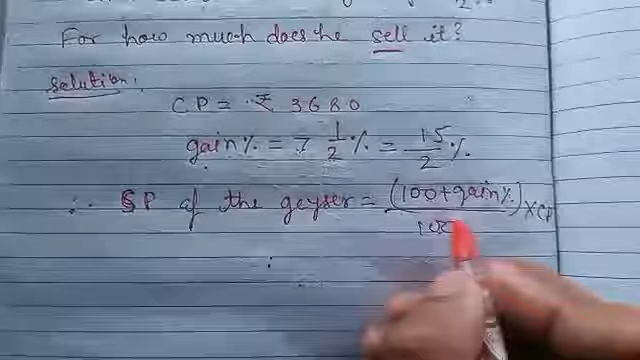 For how much does he sell it?
Solution:
CP = ₹ 3680
gain% = 7 1/2 % = 15/2 %
∴ SP of the geyser = (100+gain%)/100 × CP